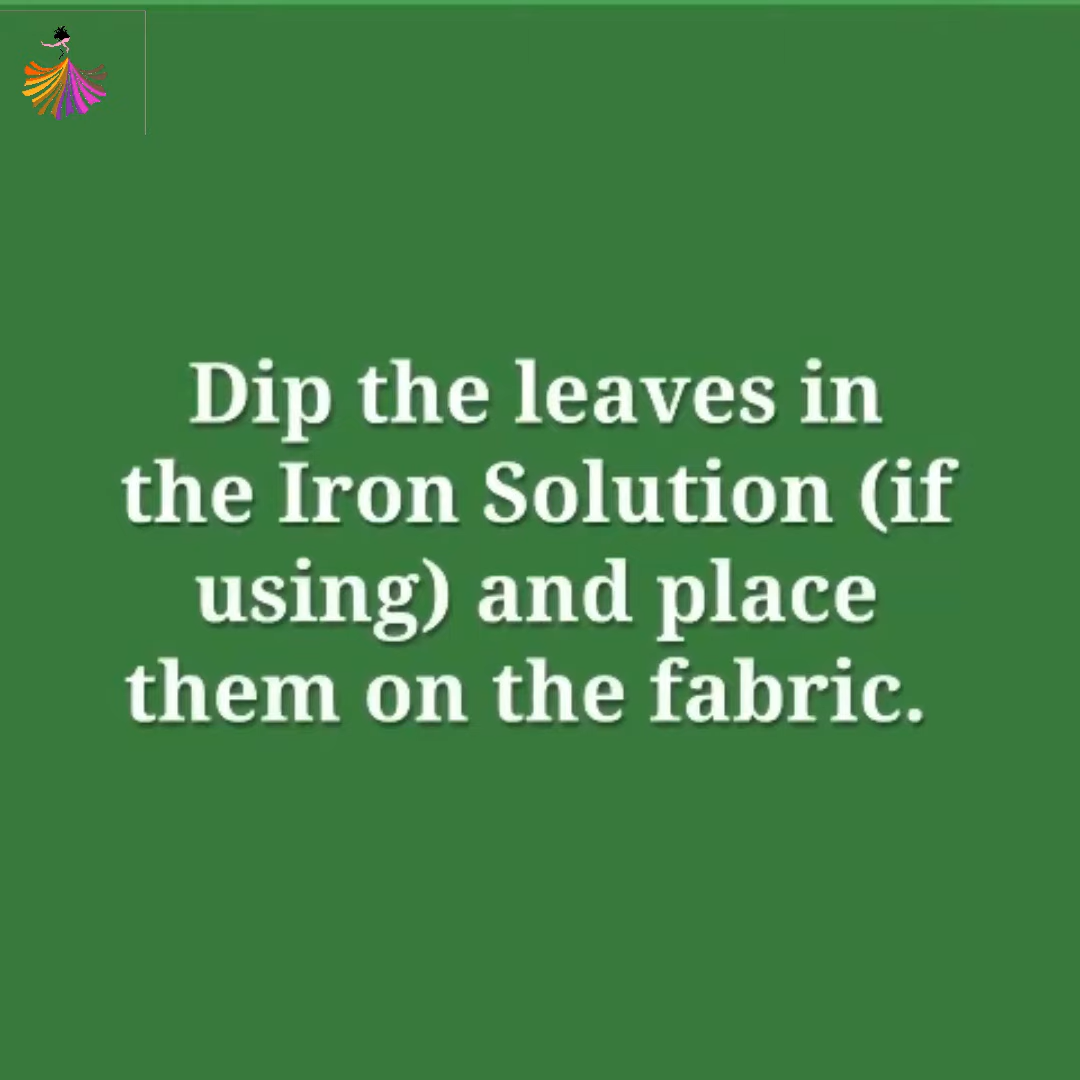 Dip the leaves in
the Iron Solution (if
using) and place
them on the fabric.